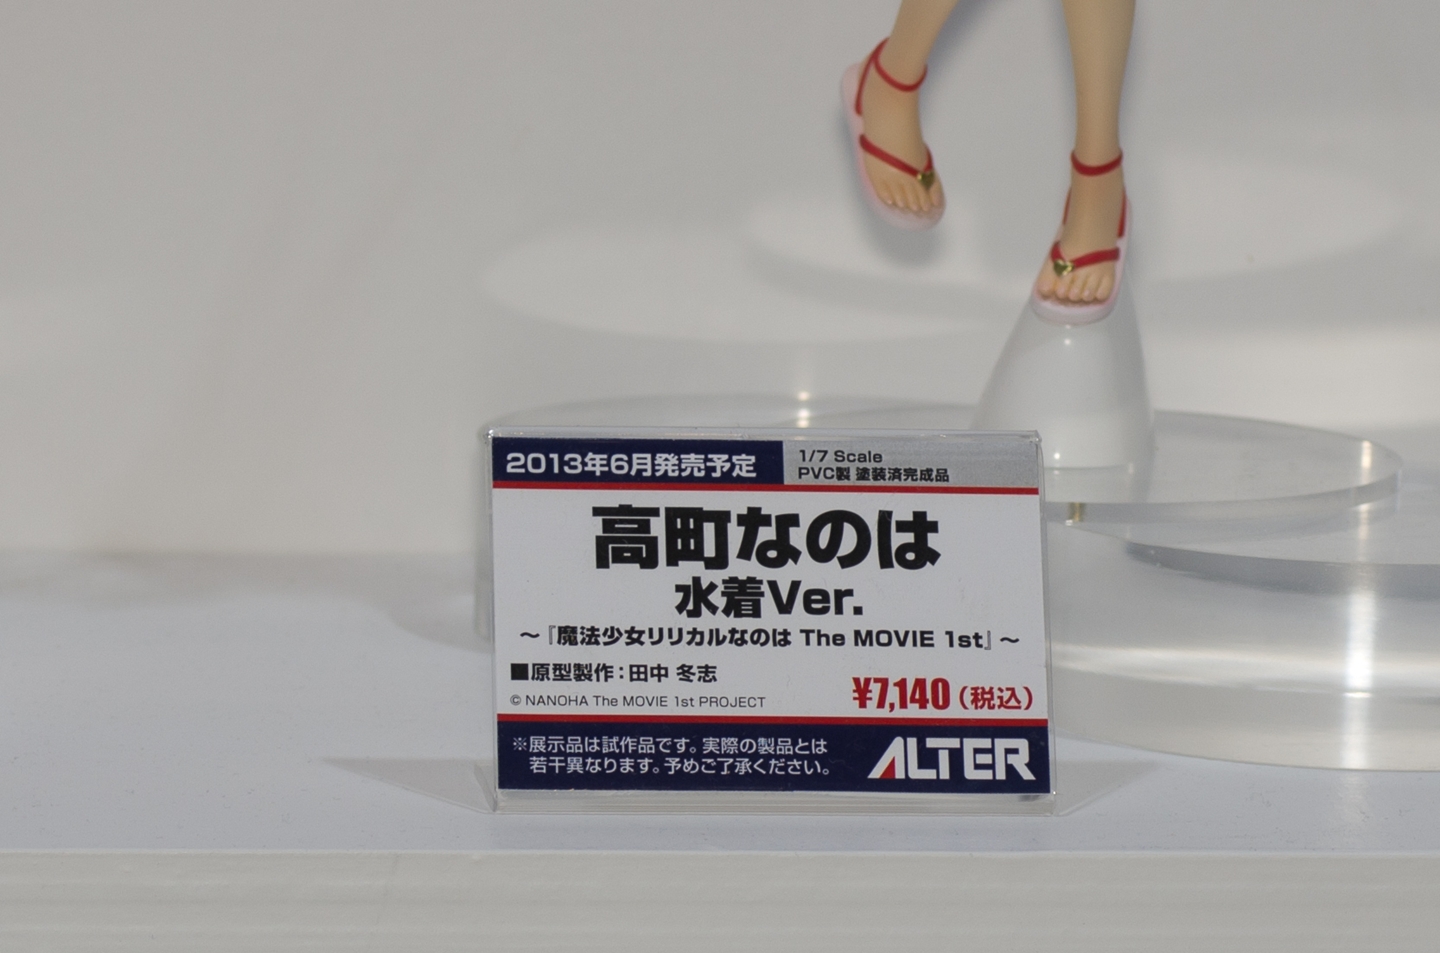 2013年6月発売予定
1/7 Scale
PVC製 塗装済完成品
高町なのは
水着Ver.
～『魔法少女リリカルなのは The MOVIE 1st』～
■原型製作：田中 冬志
¥7,140（税込）
© NANOHA The MOVIE 1st PROJECT
※展示品は試作品です。実際の製品とは
若干異なります。予めご了承ください。
ALTER